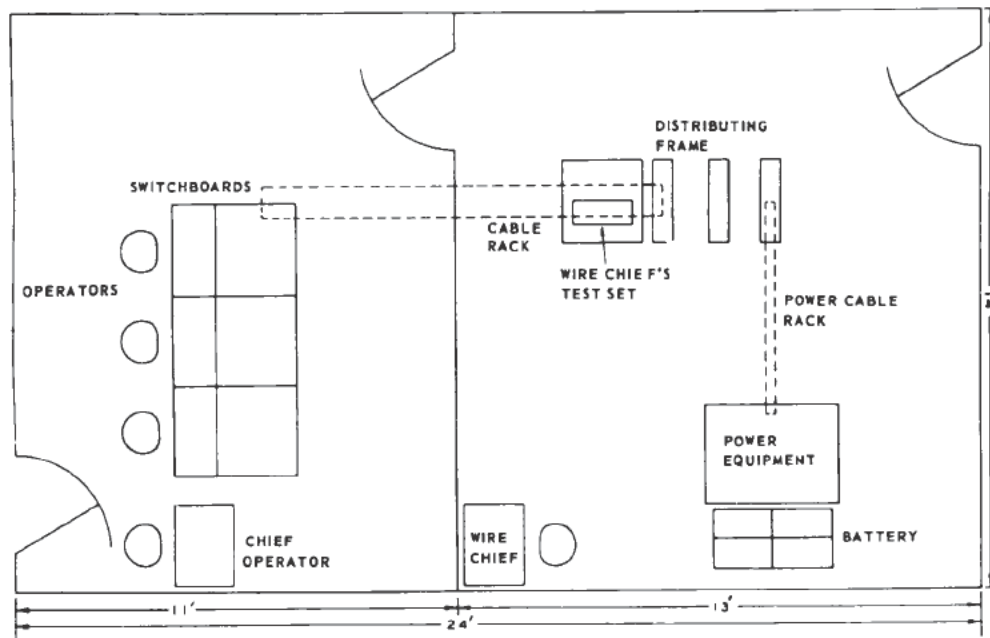 DISTRIBUTING
FRAME
SWITCHBOARDS
CABLE
RACK
WIRE CHIEF'S
TEST SET
OPERATORS
POWER CABLE
RACK
POWER
EQUIPMENT
CHIEF
OPERATOR
WIRE
CHIEF
BATTERY
11'
13'
24'